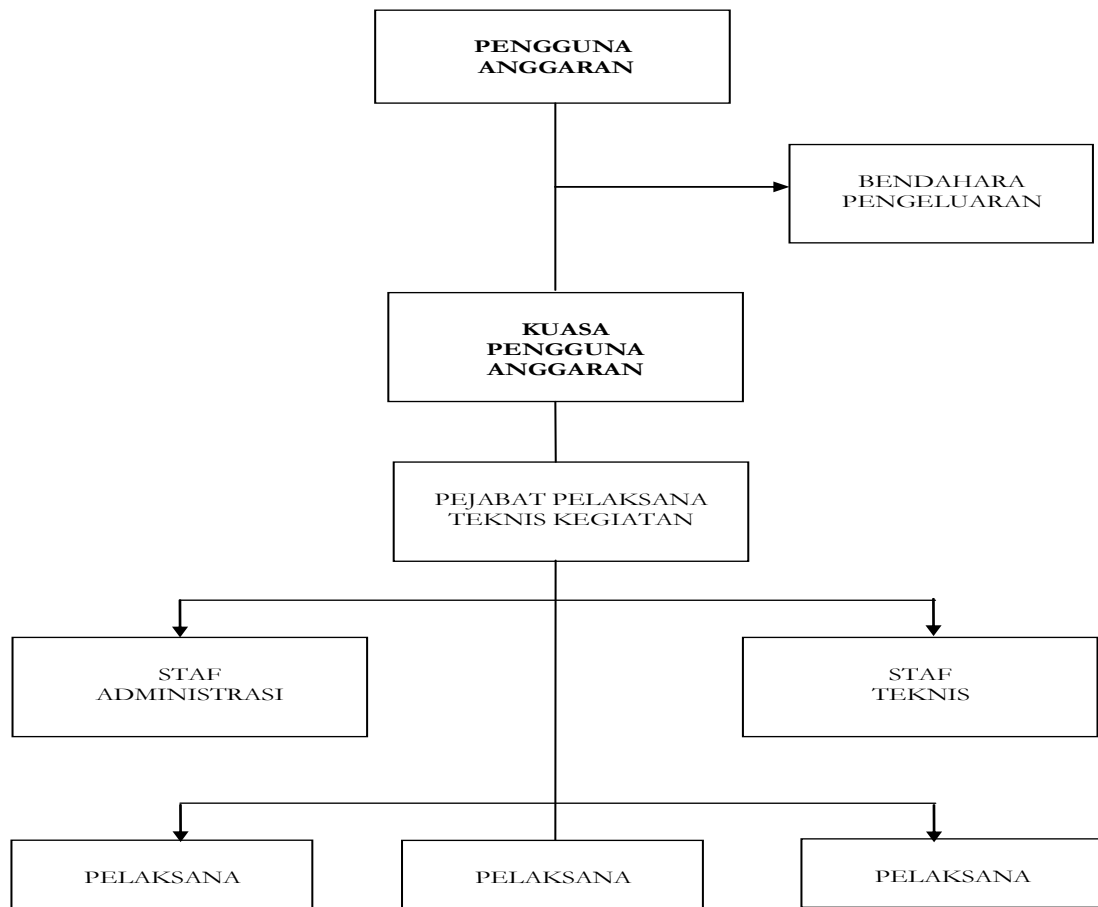 PENGGUNA
ANGGARAN
BENDAHARA
PENGELUARAN
KUASA
PENGGUNA
ANGGARAN
PEJABAT PELAKSANA
TEKNIS KEGIATAN
STAF
ADMINISTRASI
STAF
TEKNIS
PELAKSANA
PELAKSANA
PELAKSANA